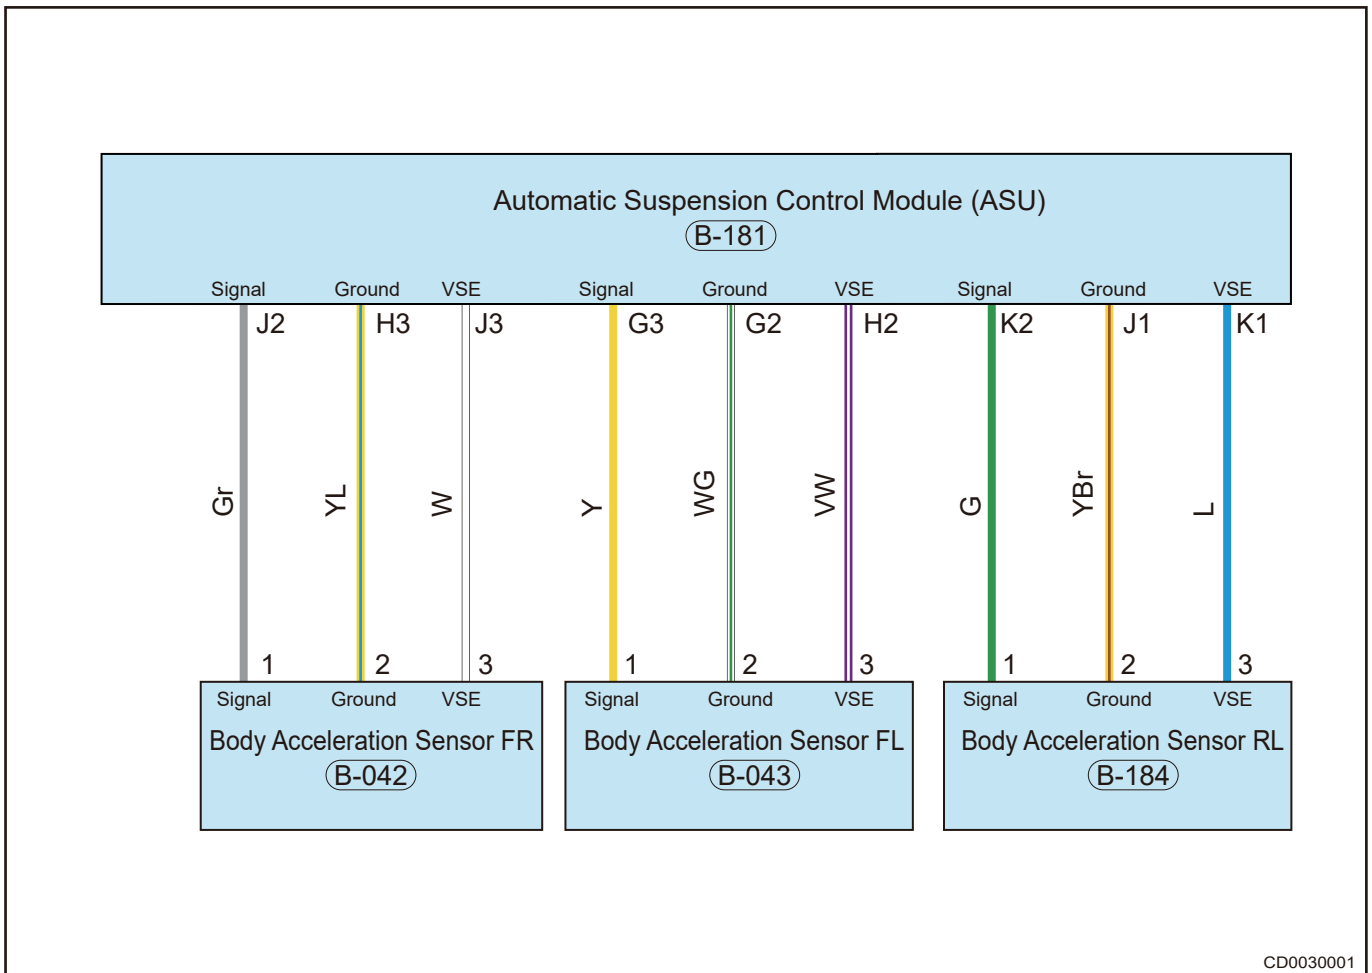 Automatic Suspension Control Module (ASU)
B-181
Signal Ground VSE Signal Ground VSE Signal Ground VSE
J2 H3 J3 G3 G2 H2 K2 J1 K1
Gr YL W Y WG VW G YBr L
1 2 3 1 2 3 1 2 3
Signal Ground VSE Signal Ground VSE Signal Ground VSE
Body Acceleration Sensor FR Body Acceleration Sensor FL Body Acceleration Sensor RL
B-042 B-043 B-184
CD0030001